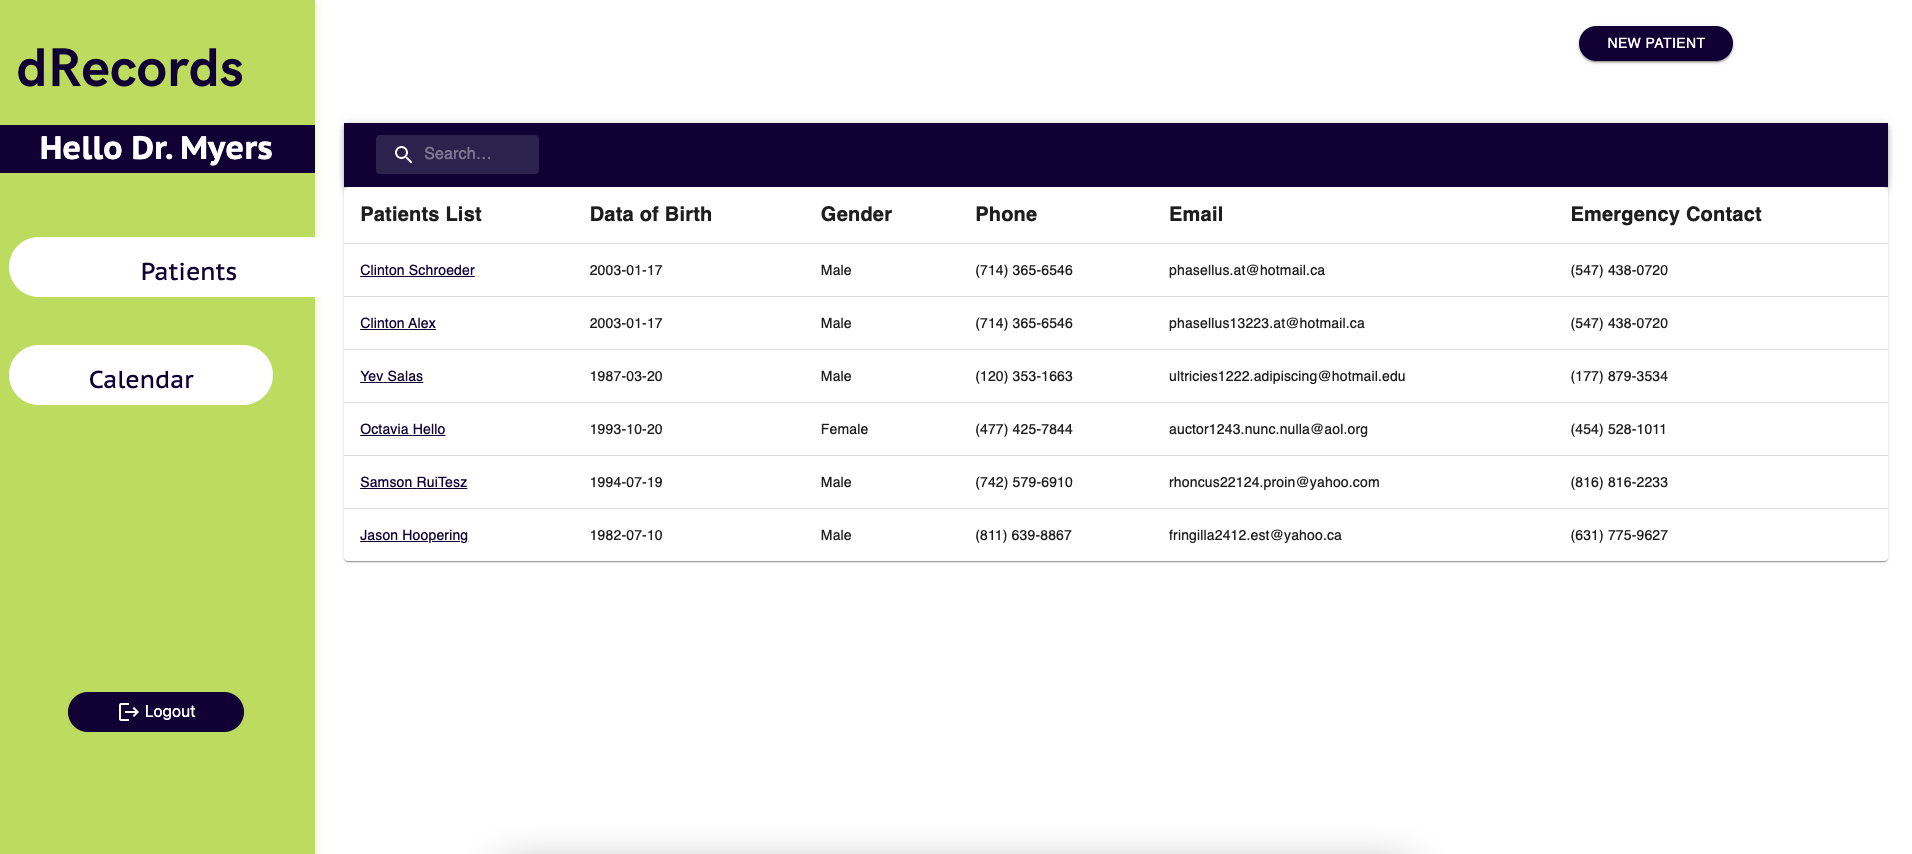 dRecords
Hello Dr. Myers
Patients
Calendar
Logout
NEW PATIENT
Search…
Patients List Data of Birth Gender Phone Email Emergency Contact
Clinton Schroeder 2003-01-17 Male (714) 365-6546 phasellus.at@hotmail.ca (547) 438-0720
Clinton Alex 2003-01-17 Male (714) 365-6546 phasellus13223.at@hotmail.ca (547) 438-0720
Yev Salas 1987-03-20 Male (120) 353-1663 ultricies1222.adipiscing@hotmail.edu (177) 879-3534
Octavia Hello 1993-10-20 Female (477) 425-7844 auctor1243.nunc.nulla@aol.org (454) 528-1011
Samson RuiTesz 1994-07-19 Male (742) 579-6910 rhoncus22124.proin@yahoo.com (816) 816-2233
Jason Hoopering 1982-07-10 Male (811) 639-8867 fringilla2412.est@yahoo.ca (631) 775-9627